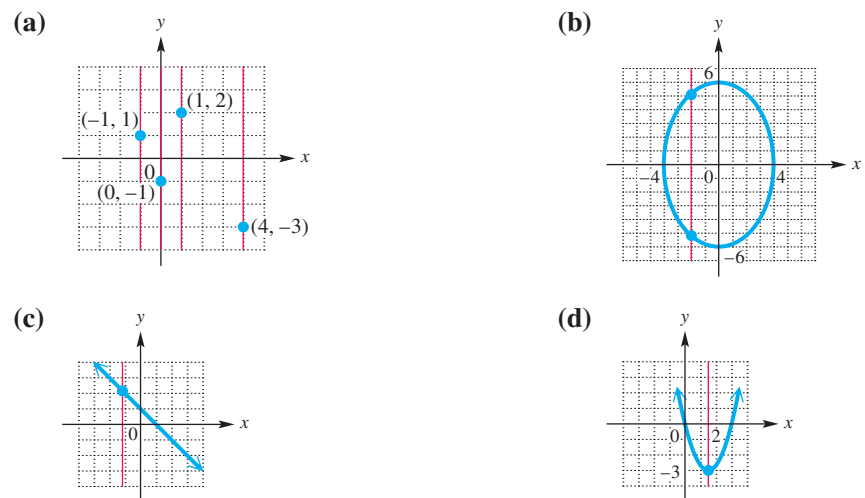 (a)
y
(1, 2)
(–1, 1)
0
x
(0, –1)
(4, –3)
(b)
y
6
–4
0
4
x
–6
(c)
y
0
x
(d)
y
0
2
x
–3